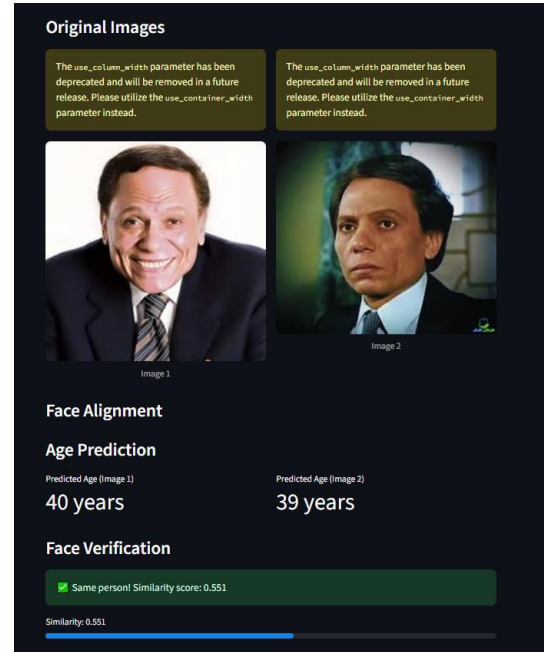 Original Images
The use_column_width parameter has been
deprecated and will be removed in a future
release. Please utilize the use_container_width
parameter instead.
The use_column_width parameter has been
deprecated and will be removed in a future
release. Please utilize the use_container_width
parameter instead.
Image 1
Image 2
Face Alignment
Age Prediction
Predicted Age (Image 1)
40 years
Predicted Age (Image 2)
39 years
Face Verification
✅ Same person! Similarity score: 0.551
Similarity: 0.551